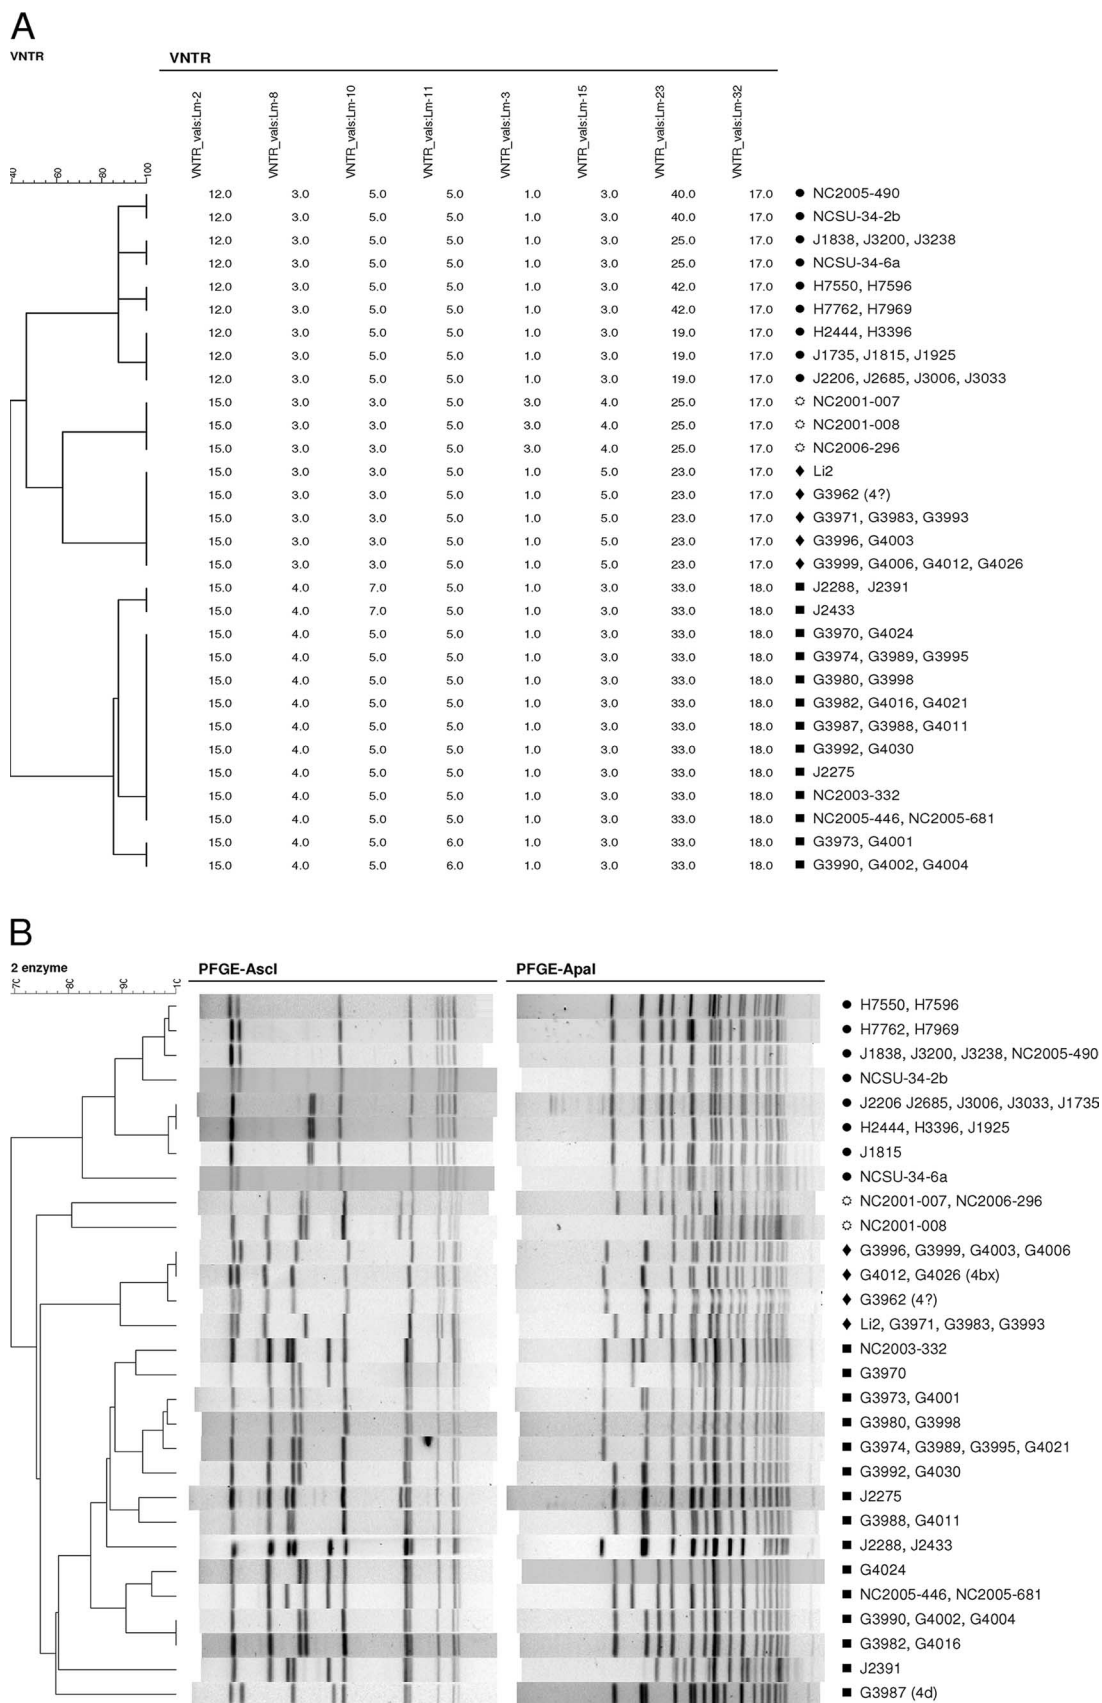 A
VNTR
VNTR
VNTR_vals:Lm-2
VNTR_vals:Lm-8
VNTR_vals:Lm-10
VNTR_vals:Lm-11
VNTR_vals:Lm-3
VNTR_vals:Lm-15
VNTR_vals:Lm-23
VNTR_vals:Lm-32
40 60 80 100
12.0 3.0 5.0 5.0 1.0 3.0 40.0 17.0 ● NC2005-490
12.0 3.0 5.0 5.0 1.0 3.0 40.0 17.0 ● NCSU-34-2b
12.0 3.0 5.0 5.0 1.0 3.0 25.0 17.0 ● J1838, J3200, J3238
12.0 3.0 5.0 5.0 1.0 3.0 25.0 17.0 ● NCSU-34-6a
12.0 3.0 5.0 5.0 1.0 3.0 42.0 17.0 ● H7550, H7596
12.0 3.0 5.0 5.0 1.0 3.0 42.0 17.0 ● H7762, H7969
12.0 3.0 5.0 5.0 1.0 3.0 19.0 17.0 ● H2444, H3396
12.0 3.0 5.0 5.0 1.0 3.0 19.0 17.0 ● J1735, J1815, J1925
12.0 3.0 5.0 5.0 1.0 3.0 19.0 17.0 ● J2206, J2685, J3006, J3033
15.0 3.0 3.0 5.0 3.0 4.0 25.0 17.0 NC2001-007
15.0 3.0 3.0 5.0 3.0 4.0 25.0 17.0 NC2001-008
15.0 3.0 3.0 5.0 3.0 4.0 25.0 17.0 NC2006-296
15.0 3.0 3.0 5.0 1.0 5.0 23.0 17.0 ♦ Li2
15.0 3.0 3.0 5.0 1.0 5.0 23.0 17.0 ♦ G3962 (4?)
15.0 3.0 3.0 5.0 1.0 5.0 23.0 17.0 ♦ G3971, G3983, G3993
15.0 3.0 3.0 5.0 1.0 5.0 23.0 17.0 ♦ G3996, G4003
15.0 3.0 3.0 5.0 1.0 5.0 23.0 17.0 ♦ G3999, G4006, G4012, G4026
15.0 4.0 7.0 5.0 1.0 3.0 33.0 18.0 ■ J2288, J2391
15.0 4.0 7.0 5.0 1.0 3.0 33.0 18.0 ■ J2433
15.0 4.0 5.0 5.0 1.0 3.0 33.0 18.0 ■ G3970, G4024
15.0 4.0 5.0 5.0 1.0 3.0 33.0 18.0 ■ G3974, G3989, G3995
15.0 4.0 5.0 5.0 1.0 3.0 33.0 18.0 ■ G3980, G3998
15.0 4.0 5.0 5.0 1.0 3.0 33.0 18.0 ■ G3982, G4016, G4021
15.0 4.0 5.0 5.0 1.0 3.0 33.0 18.0 ■ G3987, G3988, G4011
15.0 4.0 5.0 5.0 1.0 3.0 33.0 18.0 ■ G3992, G4030
15.0 4.0 5.0 5.0 1.0 3.0 33.0 18.0 ■ J2275
15.0 4.0 5.0 5.0 1.0 3.0 33.0 18.0 ■ NC2003-332
15.0 4.0 5.0 5.0 1.0 3.0 33.0 18.0 ■ NC2005-446, NC2005-681
15.0 4.0 5.0 6.0 1.0 3.0 33.0 18.0 ■ G3973, G4001
15.0 4.0 5.0 6.0 1.0 3.0 33.0 18.0 ■ G3990, G4002, G4004
B
2 enzyme
PFGE-AscI
PFGE-ApaI
70 80 90 10
● H7550, H7596
● H7762, H7969
● J1838, J3200, J3238, NC2005-490
● NCSU-34-2b
● J2206 J2685, J3006, J3033, J1735
● H2444, H3396, J1925
● J1815
● NCSU-34-6a
NC2001-007, NC2006-296
NC2001-008
♦ G3996, G3999, G4003, G4006
♦ G4012, G4026 (4bx)
♦ G3962 (4?)
♦ Li2, G3971, G3983, G3993
■ NC2003-332
■ G3970
■ G3973, G4001
■ G3980, G3998
■ G3974, G3989, G3995, G4021
■ G3992, G4030
■ J2275
■ G3988, G4011
■ J2288, J2433
■ G4024
■ NC2005-446, NC2005-681
■ G3990, G4002, G4004
■ G3982, G4016
■ J2391
■ G3987 (4d)